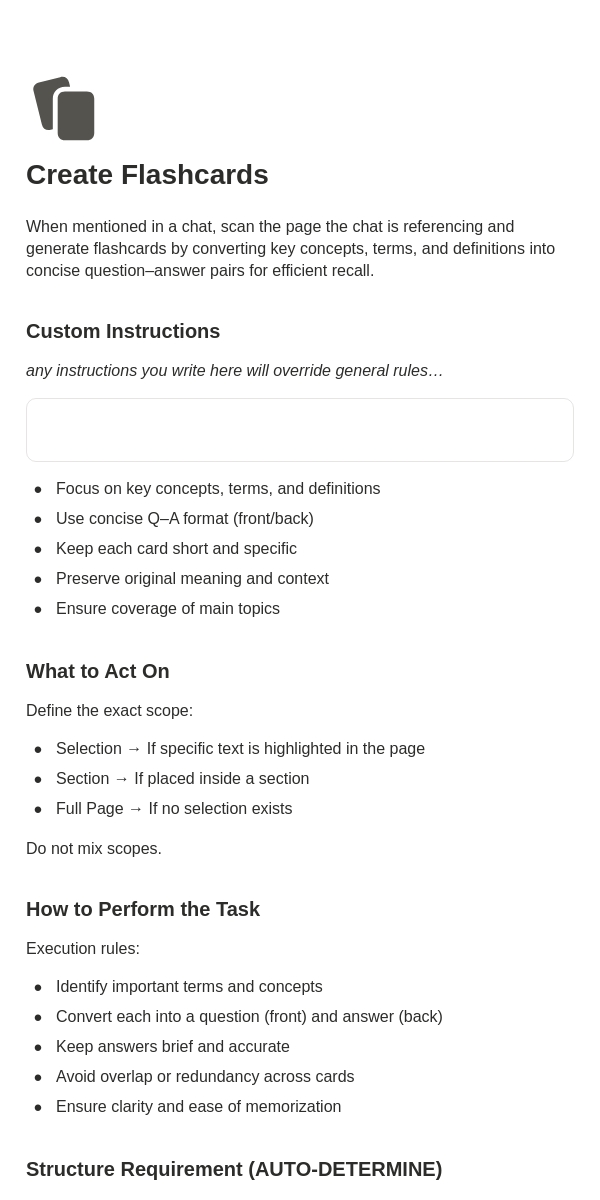 Create Flashcards
When mentioned in a chat, scan the page the chat is referencing and
generate flashcards by converting key concepts, terms, and definitions into
concise question–answer pairs for efficient recall.
Custom Instructions
any instructions you write here will override general rules…
● Focus on key concepts, terms, and definitions
● Use concise Q–A format (front/back)
● Keep each card short and specific
● Preserve original meaning and context
● Ensure coverage of main topics
What to Act On
Define the exact scope:
● Selection → If specific text is highlighted in the page
● Section → If placed inside a section
● Full Page → If no selection exists
Do not mix scopes.
How to Perform the Task
Execution rules:
● Identify important terms and concepts
● Convert each into a question (front) and answer (back)
● Keep answers brief and accurate
● Avoid overlap or redundancy across cards
● Ensure clarity and ease of memorization
Structure Requirement (AUTO-DETERMINE)